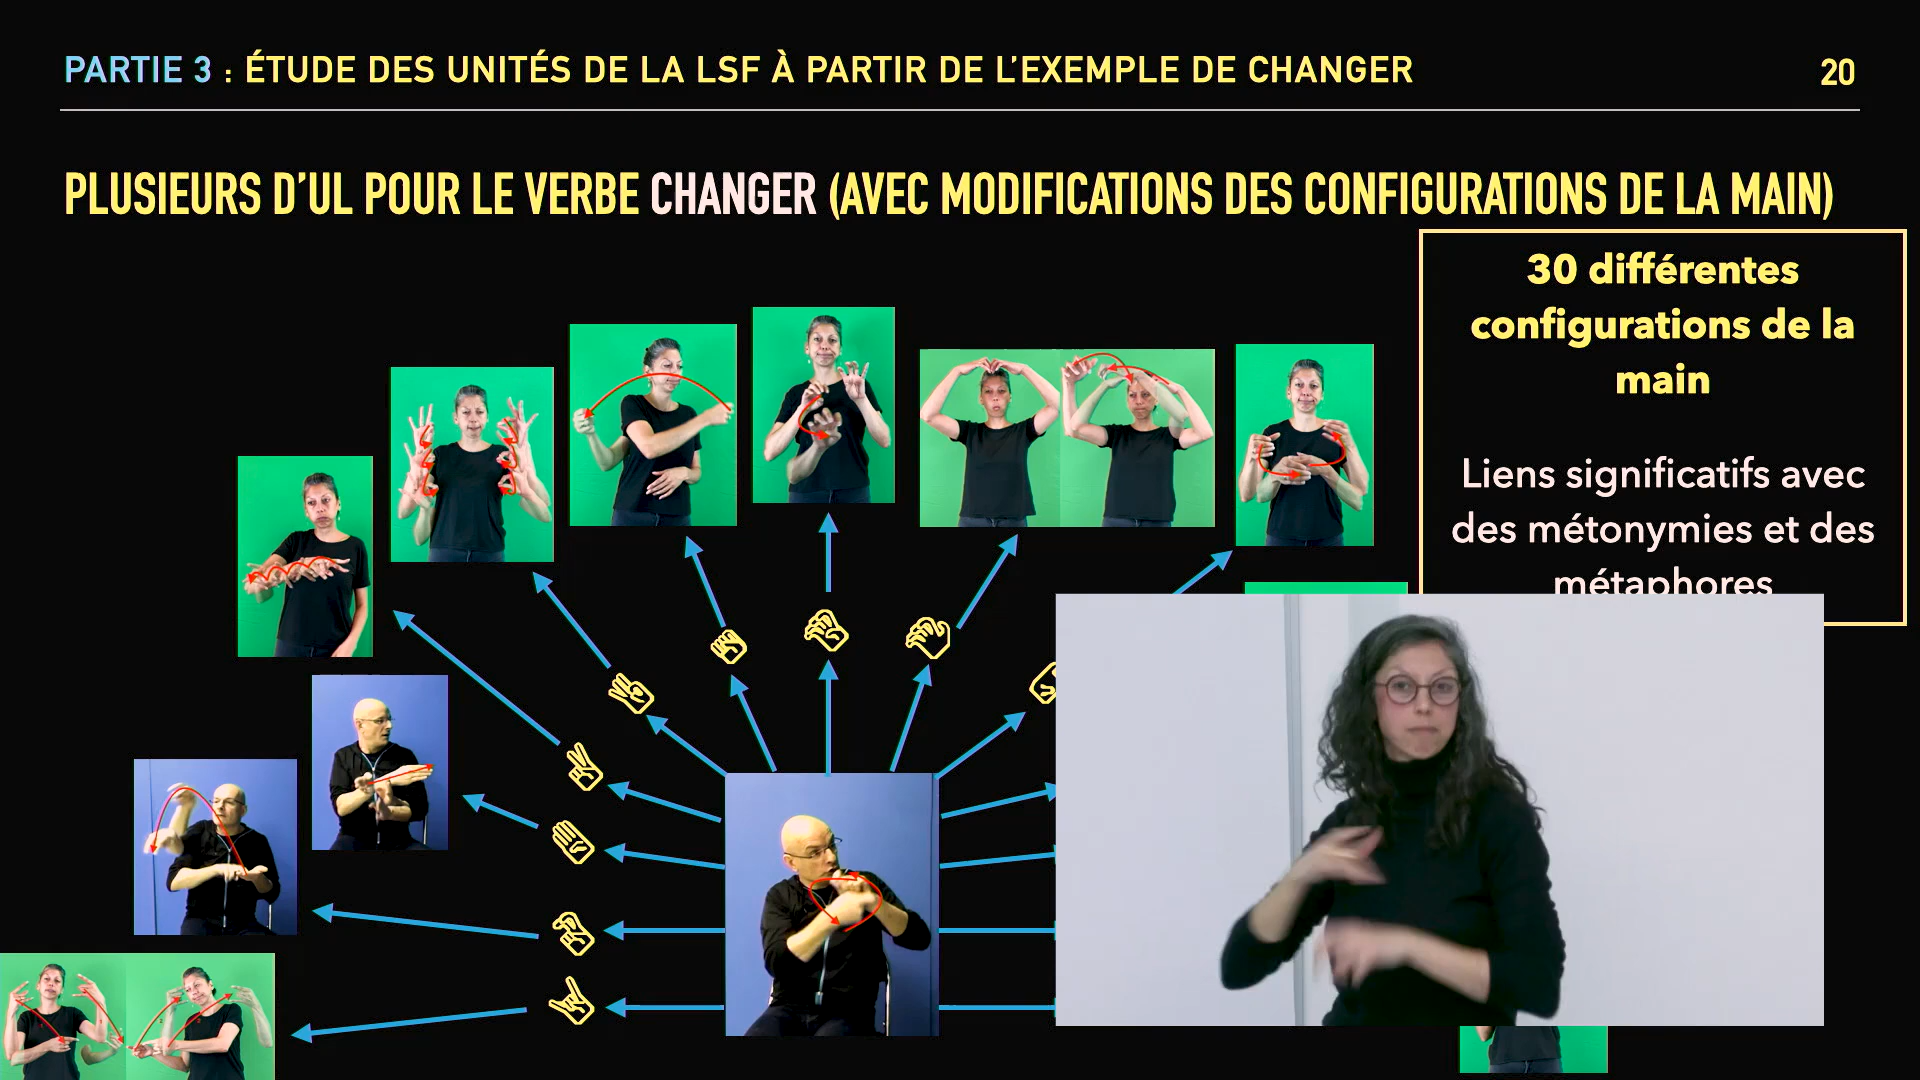 PARTIE 3 : ÉTUDE DES UNITÉS DE LA LSF À PARTIR DE L'EXEMPLE DE CHANGER
20
PLUSIEURS D'UL POUR LE VERBE CHANGER (AVEC MODIFICATIONS DES CONFIGURATIONS DE LA MAIN)
30 différentes
configurations de la
main
Liens significatifs avec
des métonymies et des
métaphores